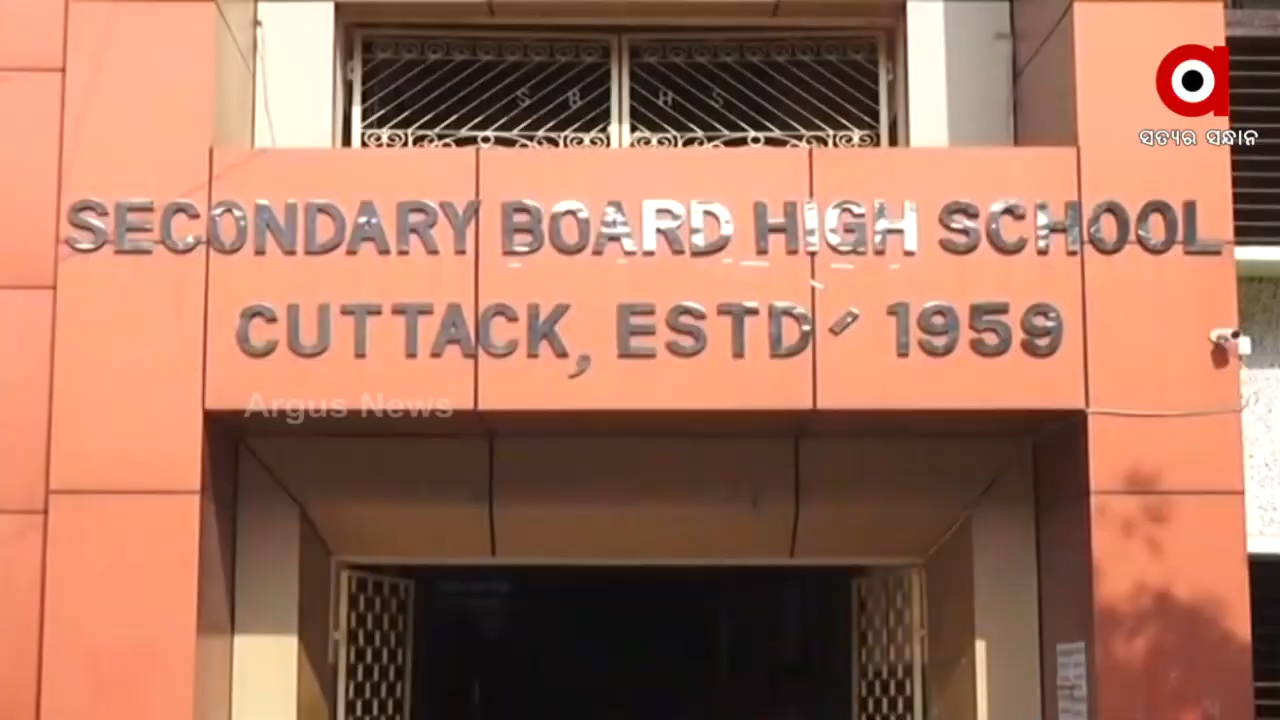 S B H S
ସତ୍ୟର ସନ୍ଧାନ
SECONDARY BOARD HIGH SCHOOL
CUTTACK, ESTD' 1959
Argus News